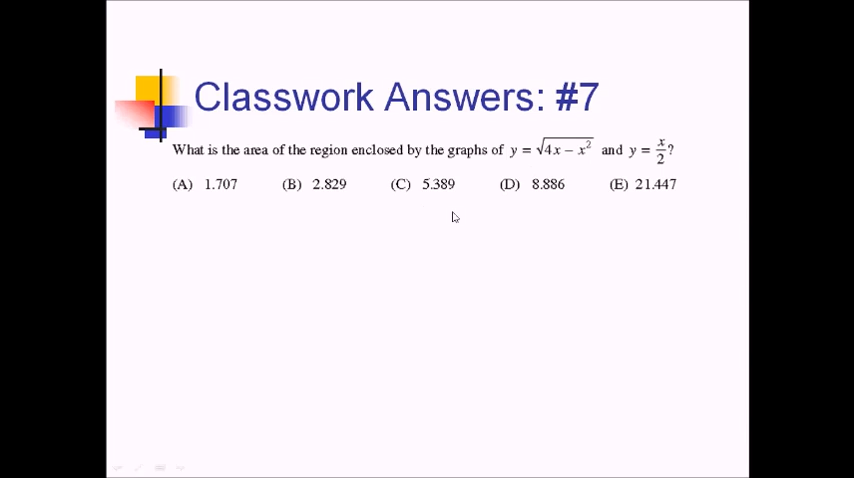 Classwork Answers: #7
What is the area of the region enclosed by the graphs of y = √(4x – x²) and y = x/2?
(A) 1.707 (B) 2.829 (C) 5.389 (D) 8.886 (E) 21.447